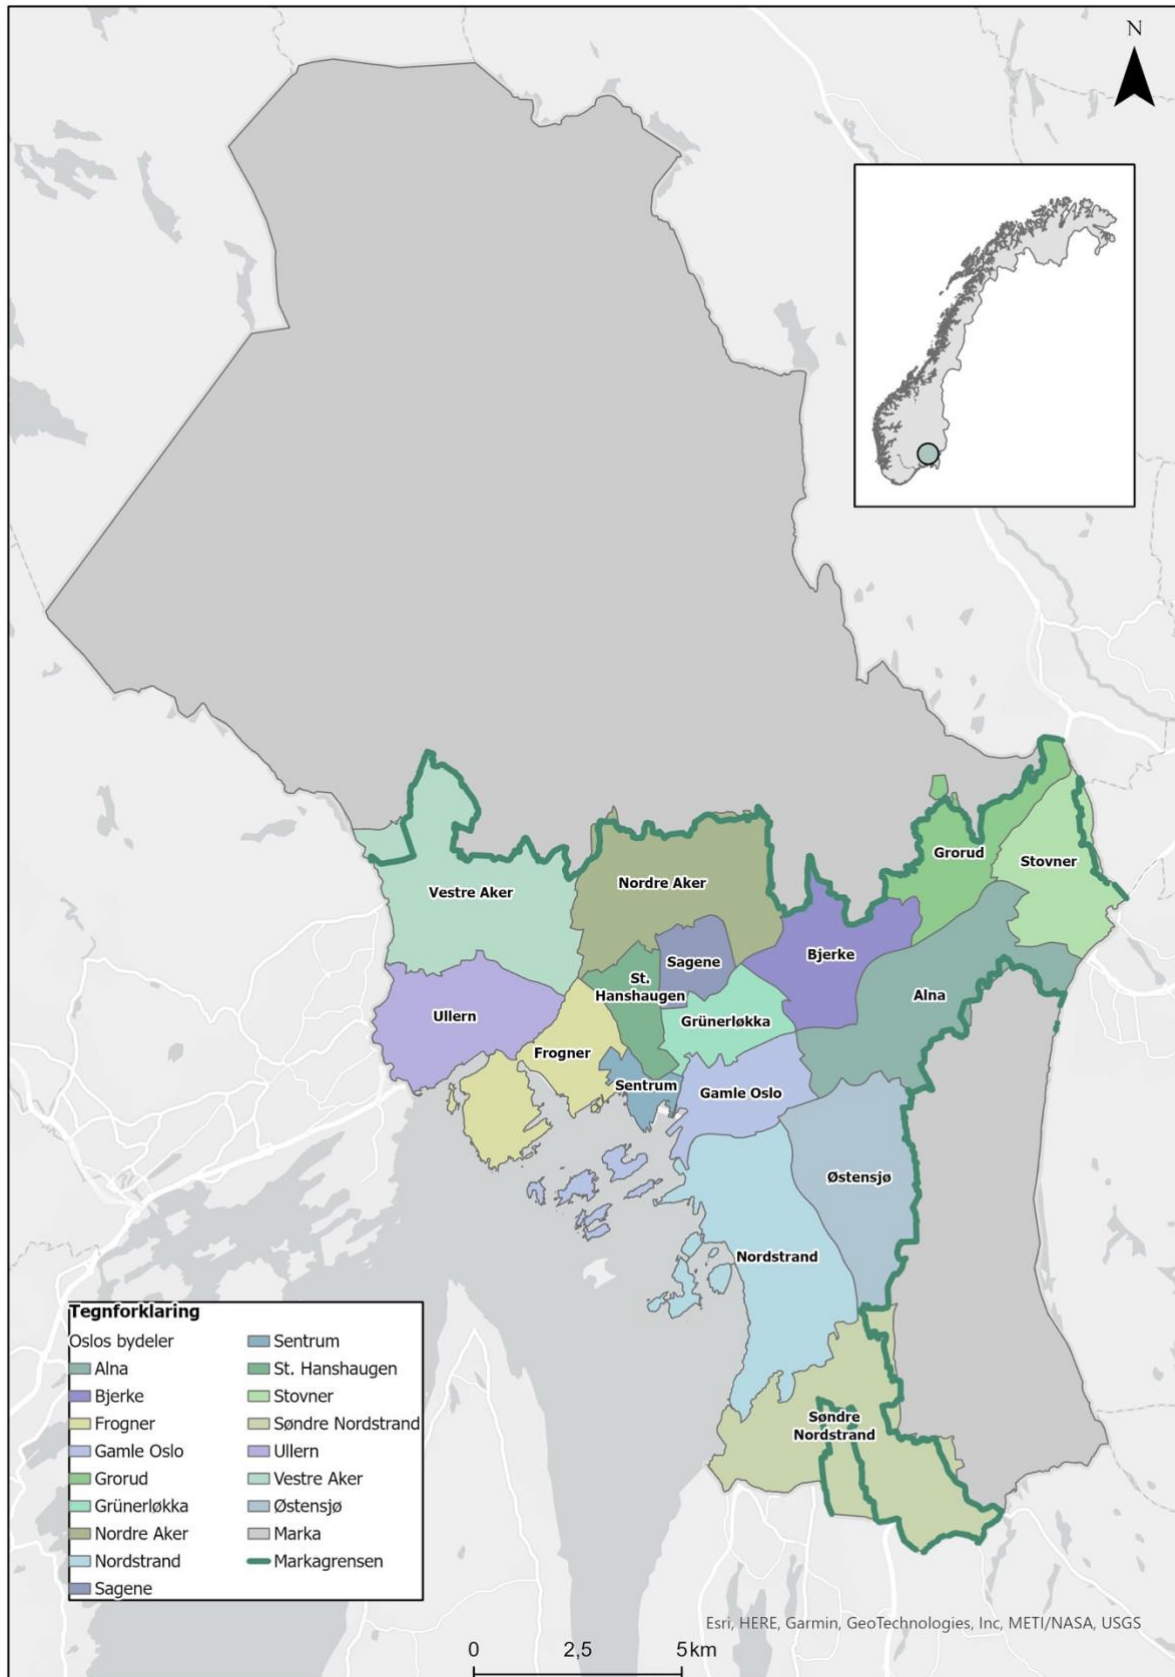 N
Vestre Aker
Nordre Aker
Grorud
Stovner
Sagene
Bjerke
St.
Hanshaugen
Alna
Ullern
Grünerløkka
Frogner
Sentrum
Gamle Oslo
Østensjø
Nordstrand
Søndre
Nordstrand
Tegnforklaring
Oslos bydeler
Alna
Bjerke
Frogner
Gamle Oslo
Grorud
Grünerløkka
Nordre Aker
Nordstrand
Sagene
Sentrum
St. Hanshaugen
Stovner
Søndre Nordstrand
Ullern
Vestre Aker
Østensjø
Marka
Markagrensen
Esri, HERE, Garmin, GeoTechnologies, Inc, METI/NASA, USGS
0 2,5 5km